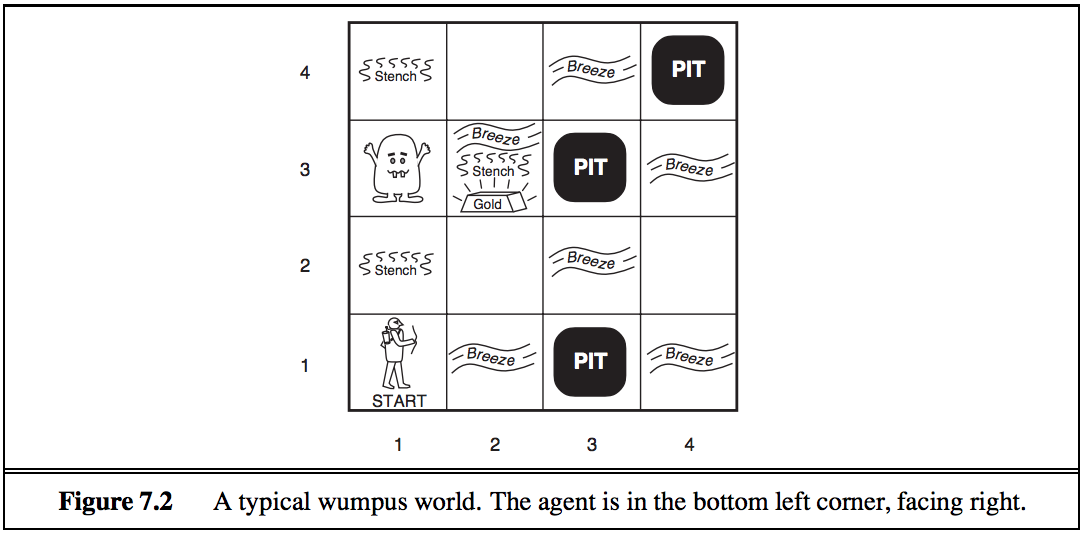 4
Stench
Breeze
PIT
3
Breeze
Stench
Gold
PIT
Breeze
2
Stench
Breeze
1
START
Breeze
PIT
Breeze
1 2 3 4
Figure 7.2 A typical wumpus world. The agent is in the bottom left corner, facing right.